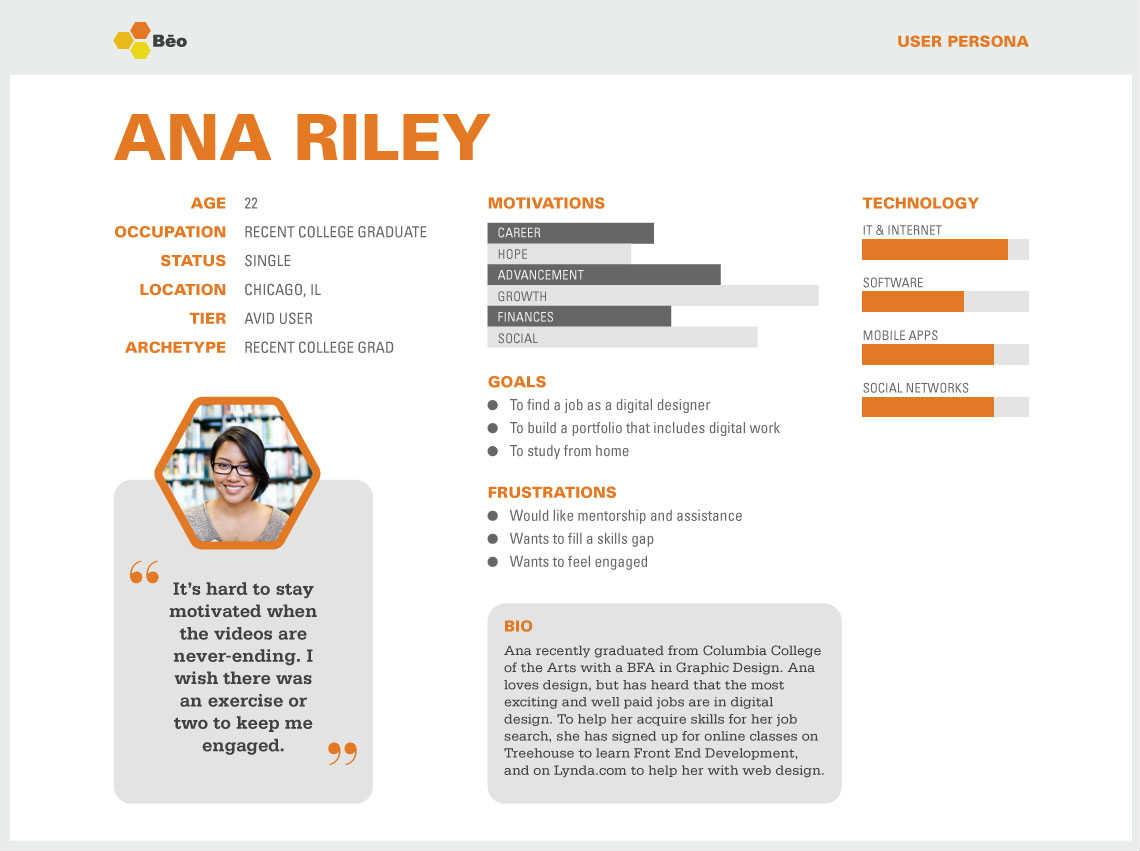 Bēo
USER PERSONA
ANA RILEY
AGE 22
OCCUPATION RECENT COLLEGE GRADUATE
STATUS SINGLE
LOCATION CHICAGO, IL
TIER AVID USER
ARCHETYPE RECENT COLLEGE GRAD
“
It’s hard to stay
motivated when
the videos are
never-ending. I
wish there was
an exercise or
two to keep me
engaged.
”
MOTIVATIONS
CAREER
HOPE
ADVANCEMENT
GROWTH
FINANCES
SOCIAL
GOALS
● To find a job as a digital designer
● To build a portfolio that includes digital work
● To study from home
FRUSTRATIONS
● Would like mentorship and assistance
● Wants to fill a skills gap
● Wants to feel engaged
BIO
Ana recently graduated from Columbia College
of the Arts with a BFA in Graphic Design. Ana
loves design, but has heard that the most
exciting and well paid jobs are in digital
design. To help her acquire skills for her job
search, she has signed up for online classes on
Treehouse to learn Front End Development,
and on Lynda.com to help her with web design.
TECHNOLOGY
IT & INTERNET
SOFTWARE
MOBILE APPS
SOCIAL NETWORKS